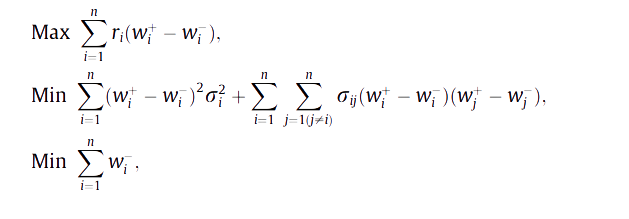 Max $\sum_{i=1}^{n} r_i(w_i^+ - w_i^-),$
Min $\sum_{i=1}^{n} (w_i^+ - w_i^-)^2 \sigma_i^2 + \sum_{i=1}^{n} \sum_{j=1(j \neq i)}^{n} \sigma_{ij}(w_i^+ - w_i^-)(w_j^+ - w_j^-),$
Min $\sum_{i=1}^{n} w_i^-,$